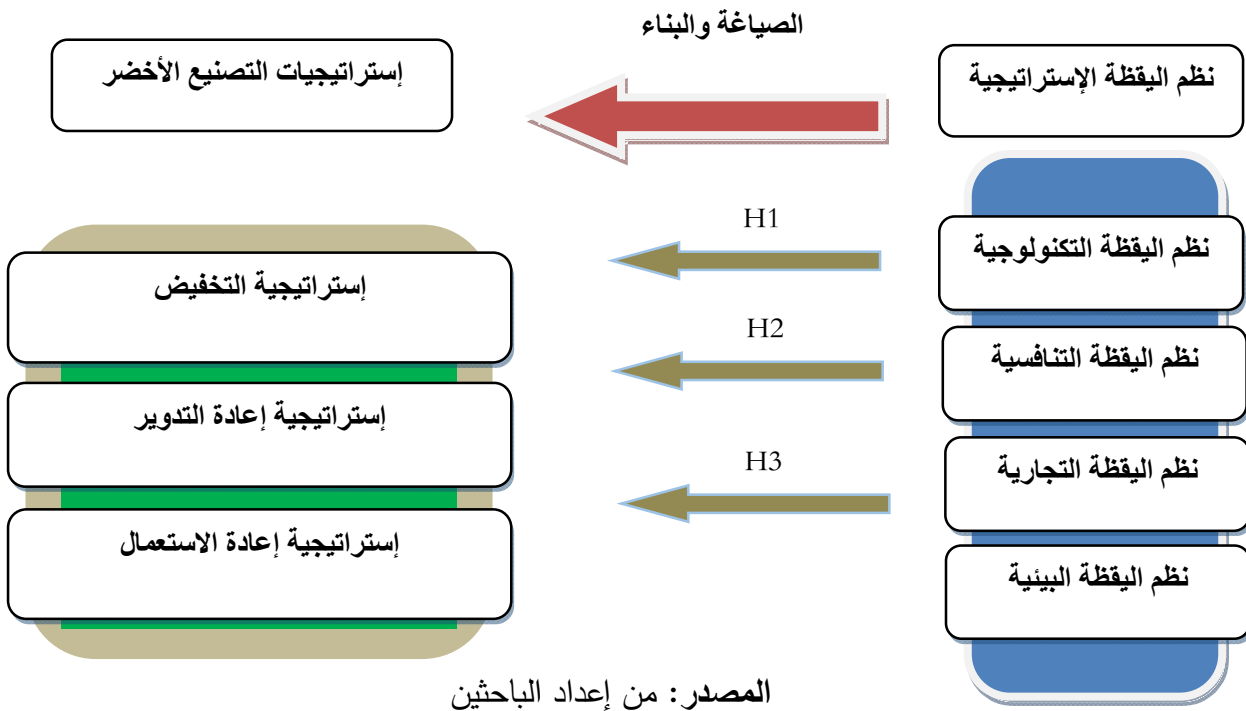 الصياغة والبناء
نظم اليقظة الإستراتيجية
إستراتيجيات التصنيع الأخضر
H1
نظم اليقظة التكنولوجية
إستراتيجية التخفيض
H2
نظم اليقظة التنافسية
إستراتيجية إعادة التدوير
H3
نظم اليقظة التجارية
إستراتيجية إعادة الاستعمال
نظم اليقظة البيئية
المصدر: من إعداد الباحثين